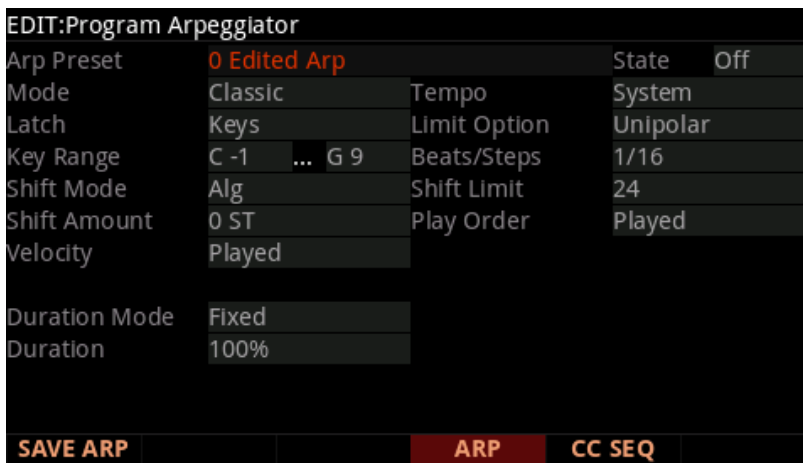 EDIT:Program Arpeggiator
Arp Preset 0 Edited Arp State Off
Mode Classic Tempo System
Latch Keys Limit Option Unipolar
Key Range C -1 ... G 9 Beats/Steps 1/16
Shift Mode Alg Shift Limit 24
Shift Amount 0 ST Play Order Played
Velocity Played
Duration Mode Fixed
Duration 100%
SAVE ARP ARP CC SEQ